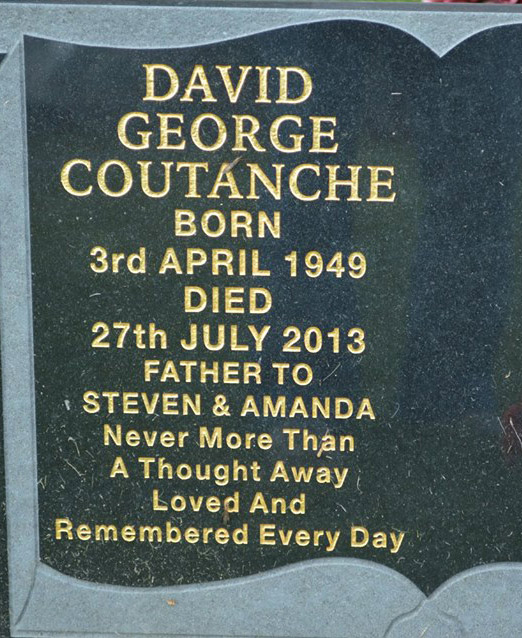 DAVID
GEORGE
COUTANCHE
BORN
3rd APRIL 1949
DIED
27th JULY 2013
FATHER TO
STEVEN & AMANDA
Never More Than
A Thought Away
Loved And
Remembered Every Day